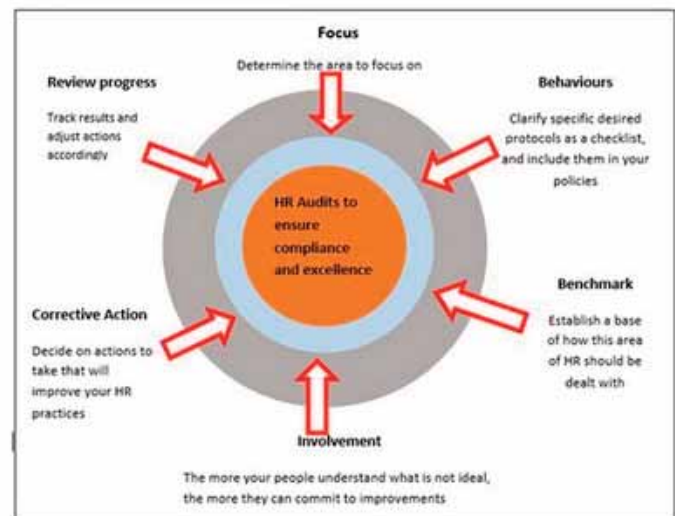 Focus
Determine the area to focus on
Review progress
Track results and
adjust actions
accordingly
Behaviours
Clarify specific desired
protocols as a checklist,
and include them in your
policies
HR Audits to
ensure
compliance
and excellence
Benchmark
Establish a base
of how this area
of HR should be
dealt with
Corrective Action
Decide on actions to
take that will
improve your HR
practices
Involvement
The more your people understand what is not ideal,
the more they can commit to improvements